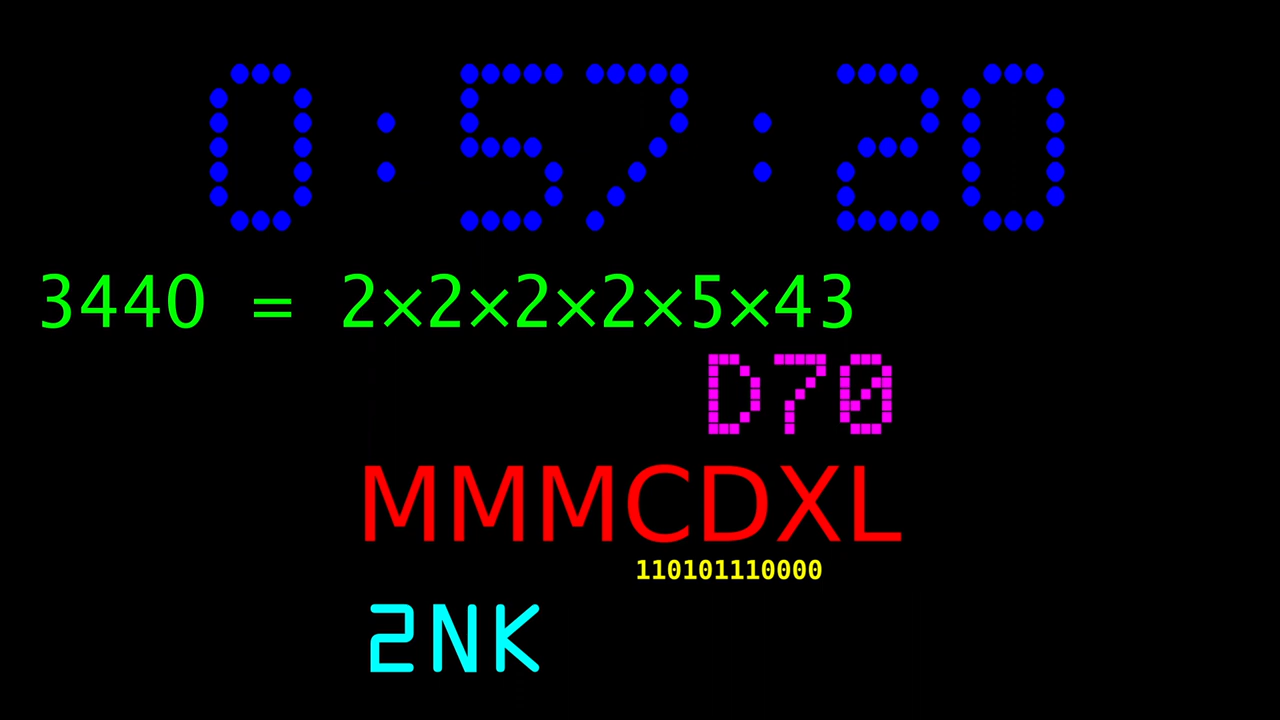 0:57:20
3440 = 2×2×2×2×5×43
D70
MMMCDXL
110101110000
2NK